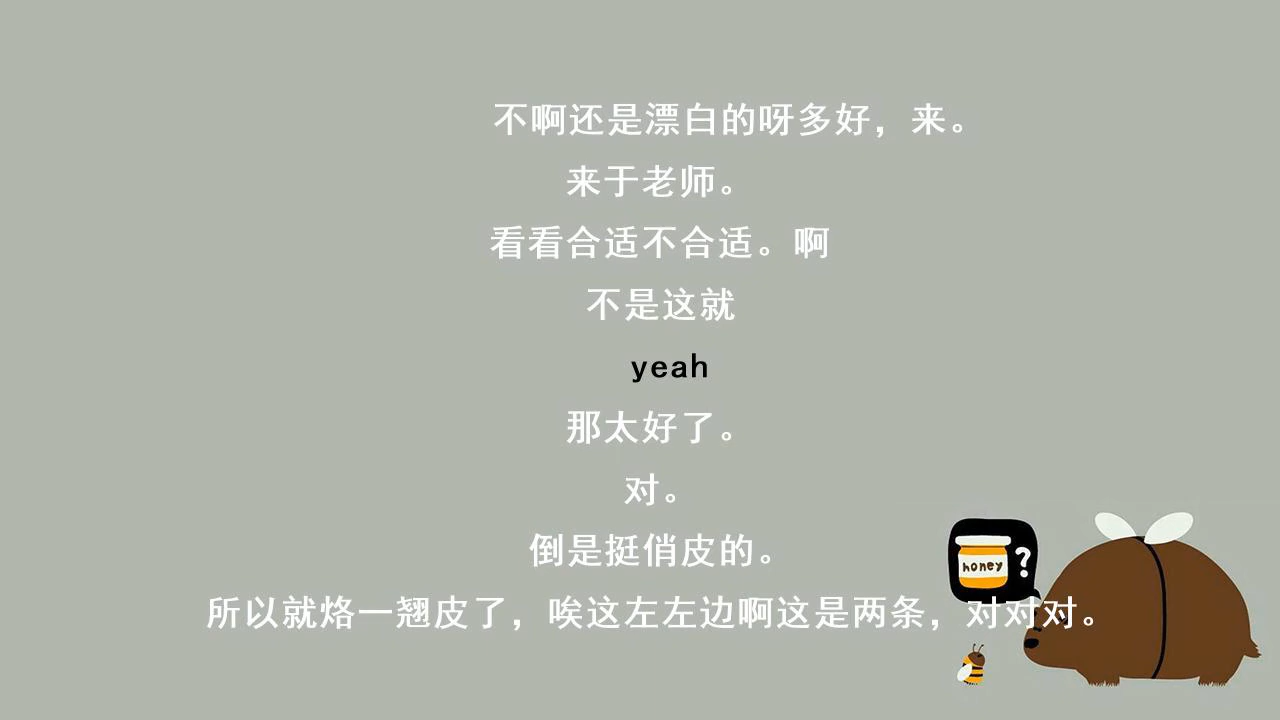 不啊还是漂白的呀多好，来。
来于老师。
看看合适不合适。啊
不是这就
yeah
那太好了。
对。
倒是挺俏皮的。
honey ?
所以就烙一翘皮了，唉这左左边啊这是两条，对对对。